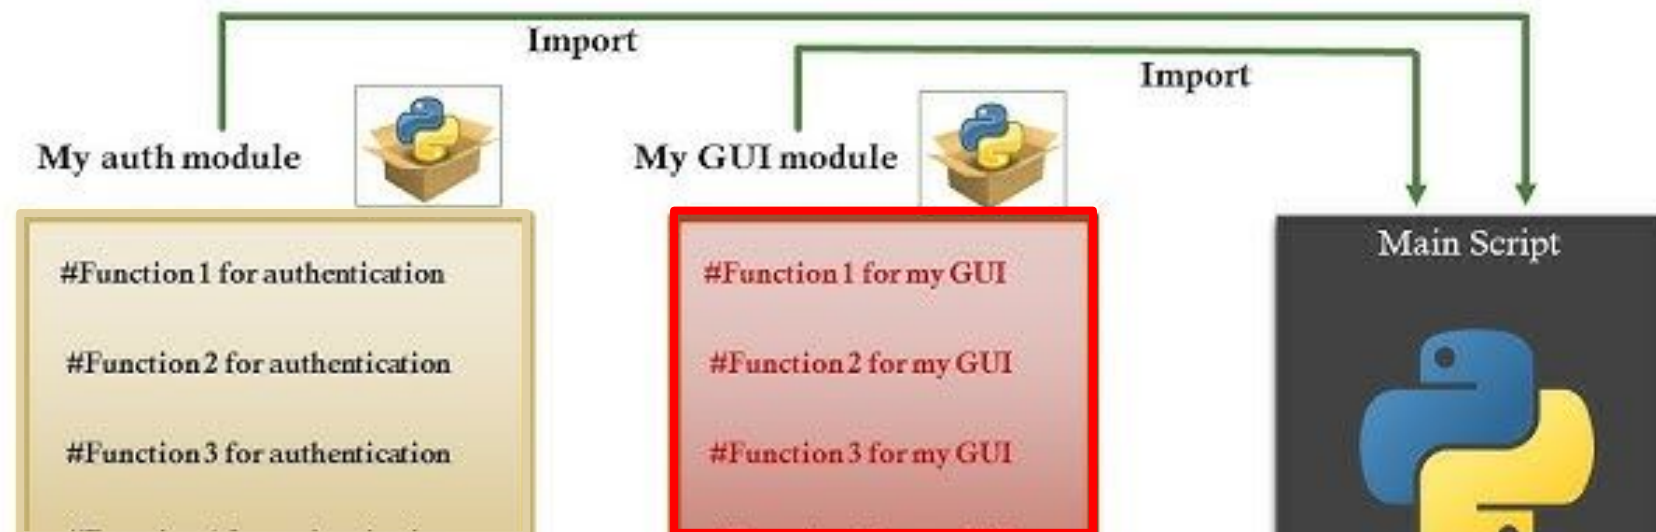 Import
Import
My auth module
My GUI module
Main Script
#Function 1 for authentication
#Function 2 for authentication
#Function 3 for authentication
#Function 1 for my GUI
#Function 2 for my GUI
#Function 3 for my GUI